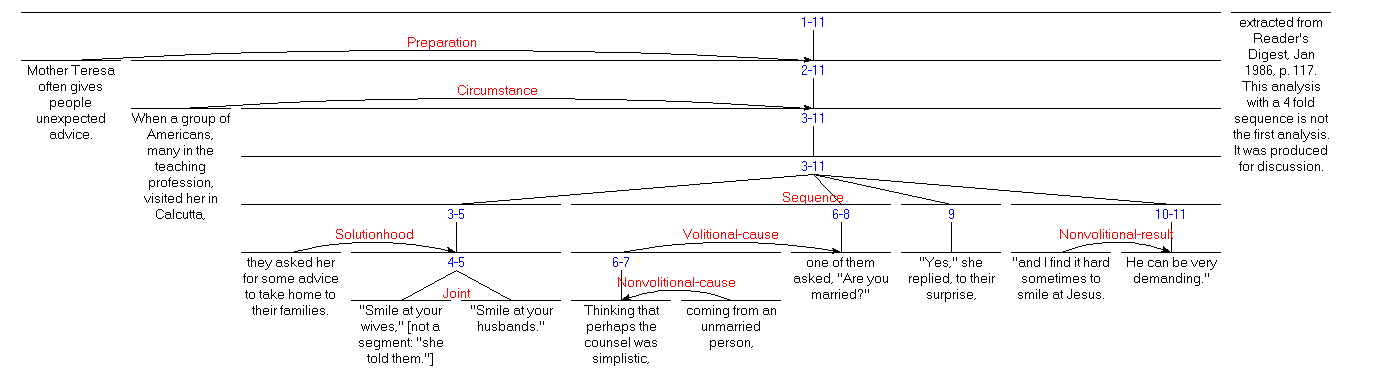 1-11
extracted from
Reader's
Digest, Jan
1986, p. 117.
This analysis
with a 4 fold
sequence is not
the first analysis.
It was produced
for discussion.
Preparation
Mother Teresa
often gives
people
unexpected
advice.
2-11
Circumstance
When a group of
Americans,
many in the
teaching
profession,
visited her in
Calcutta,
3-11
3-11
Sequence
3-5
6-8
9
10-11
Solutionhood
they asked her
for some advice
to take home to
their families.
4-5
Joint
"Smile at your
wives," [not a
segment: "she
told them."]
"Smile at your
husbands."
Volitional-cause
6-7
Nonvolitional-cause
Thinking that
perhaps the
counsel was
simplistic,
coming from an
unmarried
person,
one of them
asked, "Are you
married?"
"Yes," she
replied, to their
surprise,
Nonvolitional-result
"and I find it hard
sometimes to
smile at Jesus.
He can be very
demanding."